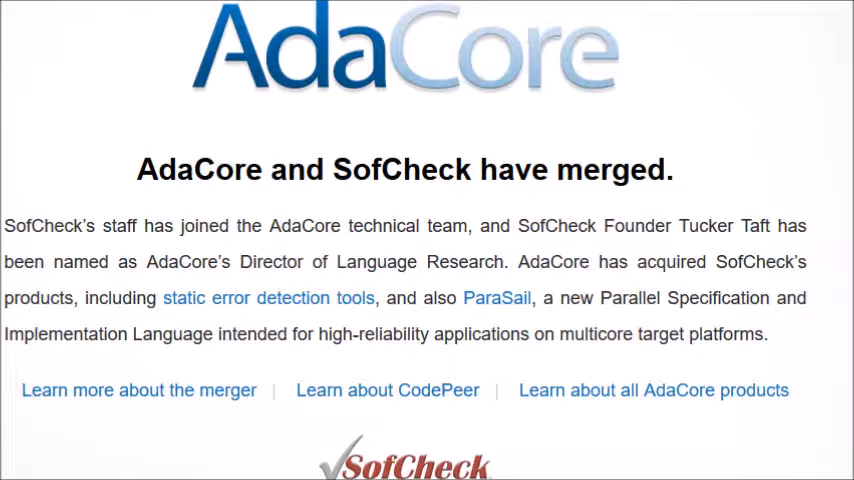 AdaCore
AdaCore and SofCheck have merged.
SofCheck’s staff has joined the AdaCore technical team, and SofCheck Founder Tucker Taft has
been named as AdaCore’s Director of Language Research. AdaCore has acquired SofCheck’s
products, including static error detection tools, and also ParaSail, a new Parallel Specification and
Implementation Language intended for high-reliability applications on multicore target platforms.
Learn more about the merger | Learn about CodePeer | Learn about all AdaCore products
SofCheck